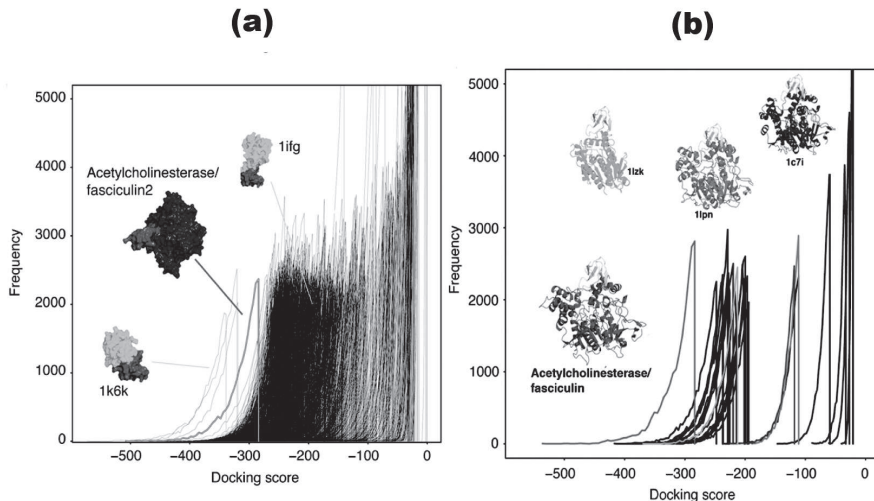 (a)
5000
4000
3000
2000
1000
0
Frequency
−500
−400
−300
−200
−100
0
Docking score
1ifg
Acetylcholinesterase/
fasciculin2
1k6k
(b)
5000
4000
3000
2000
1000
0
Frequency
−500
−400
−300
−200
−100
0
Docking score
1c7i
1lzk
1lpn
Acetylcholinesterase/
fasciculin